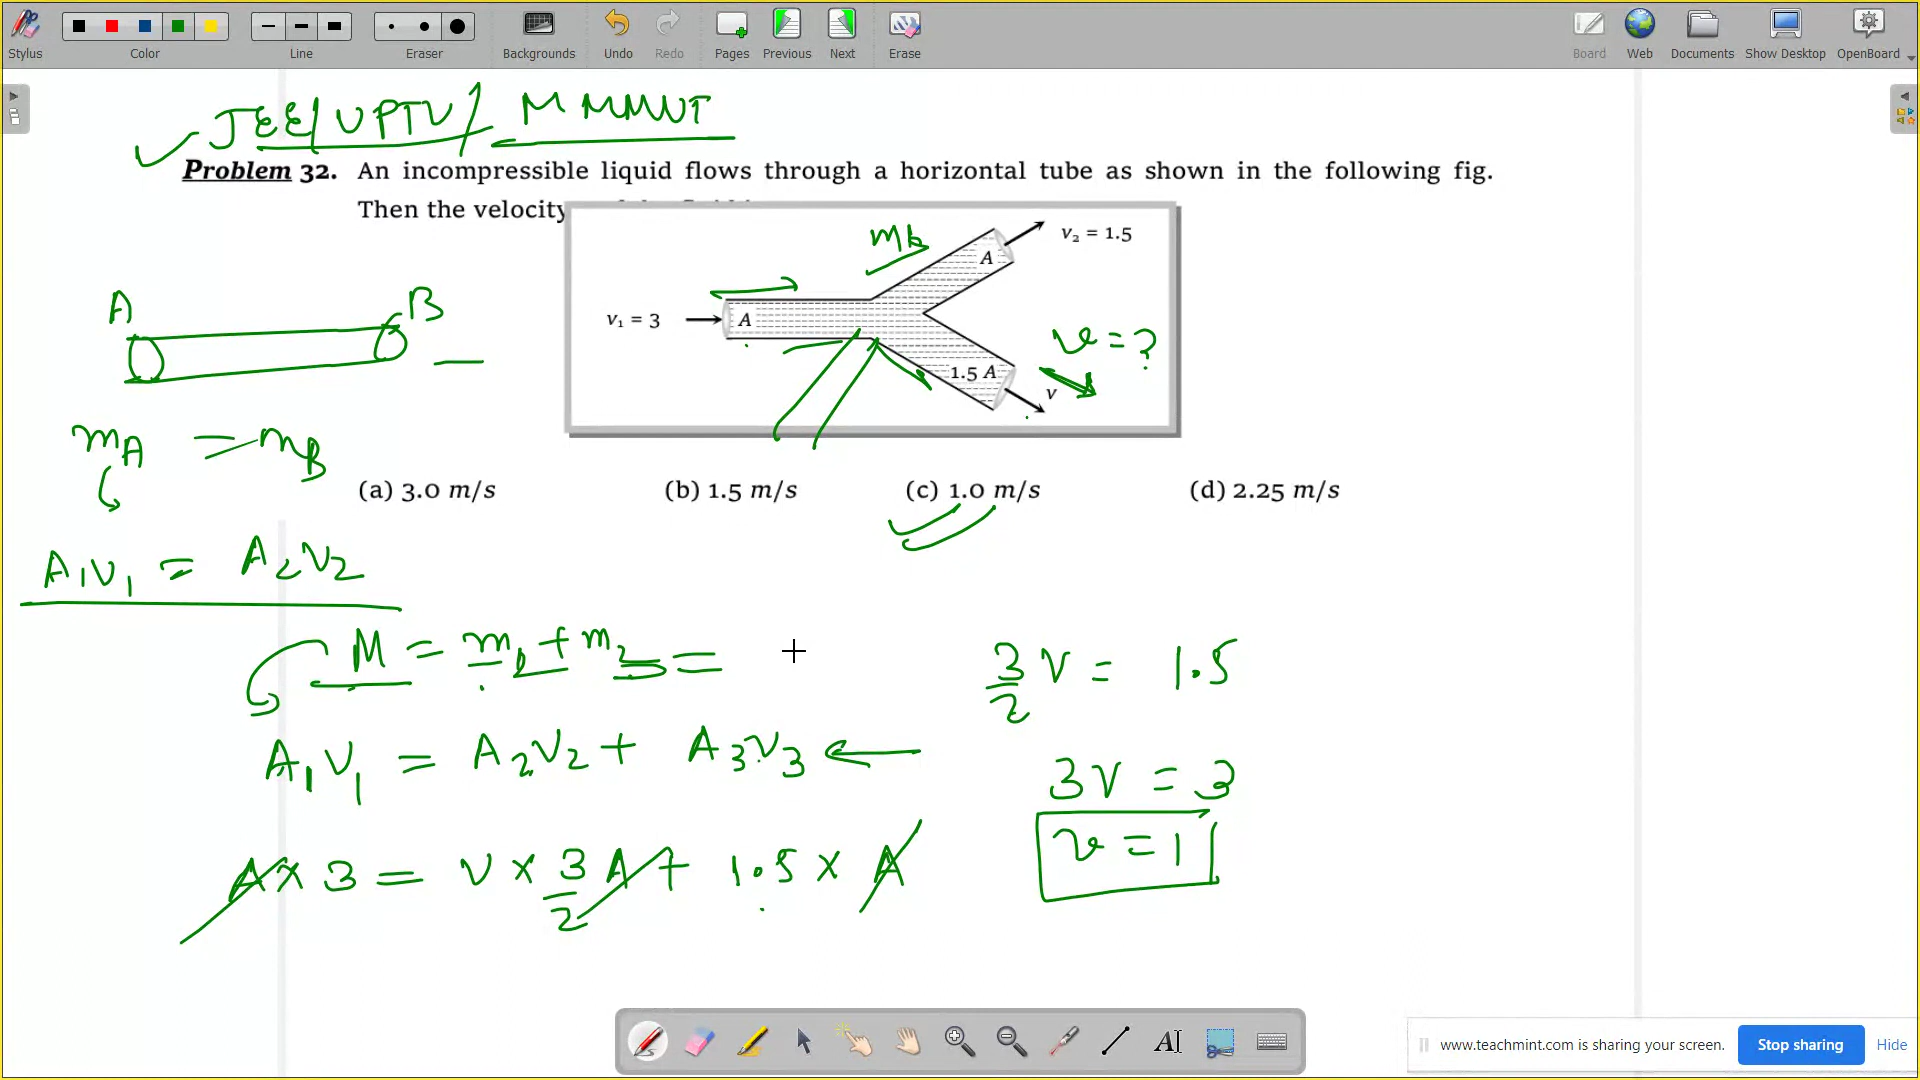 Stylus Color Line Eraser Backgrounds Undo Redo Pages Previous Next Erase Board Web Documents Show Desktop OpenBoard
JEE/UPTU/ MMMUT
Problem 32. An incompressible liquid flows through a horizontal tube as shown in the following fig.
Then the velocity
v₂ = 1.5
A
v₁ = 3
A
v = ?
1.5 A
v
A B
mA = mB
(a) 3.0 m/s (b) 1.5 m/s (c) 1.0 m/s (d) 2.25 m/s
A₁v₁ = A₂v₂
M = m₁ + m₂ =
3/2 v = 1.5
A₁v₁ = A₂v₂ + A₃v₃
3v = 3
v = 1
A × 3 = v × 3/2 A + 1.5 × A
www.teachmint.com is sharing your screen. Stop sharing Hide